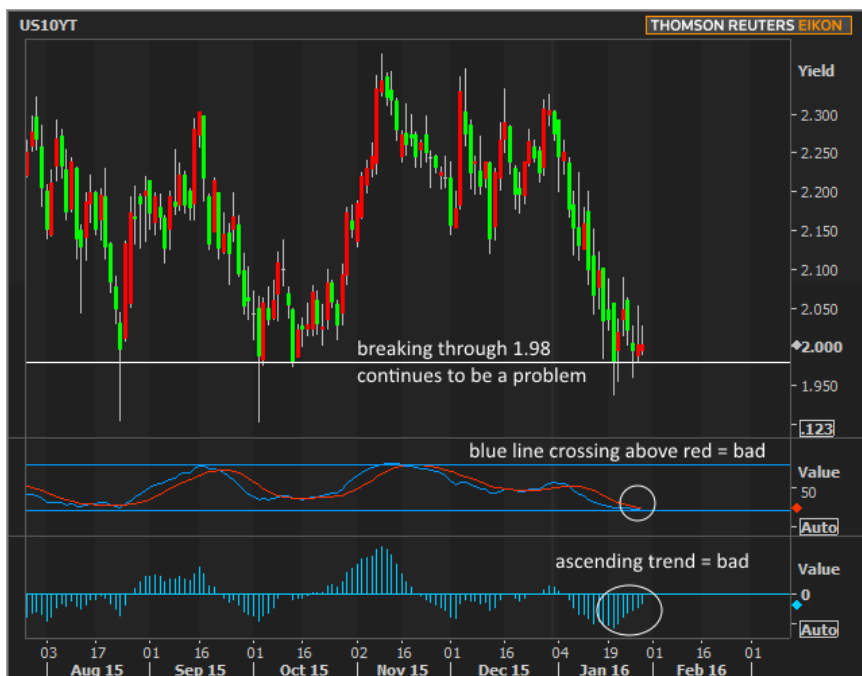 US10YT
THOMSON REUTERS EIKON
Yield
2.300
2.250
2.200
2.150
2.100
2.050
2.000
1.950
.123
breaking through 1.98
continues to be a problem
blue line crossing above red = bad
Value
50
Auto
ascending trend = bad
Value
0
Auto
03 17 01 16 01 16 02 16 01 16 04 19 01 16 01
Aug 15 Sep 15 Oct 15 Nov 15 Dec 15 Jan 16 Feb 16